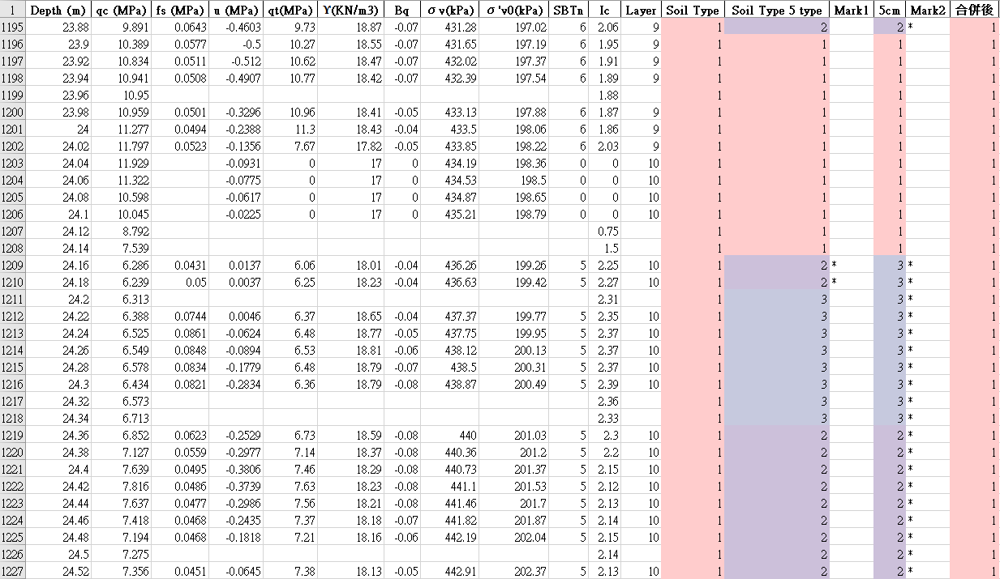 1 Depth (m) qc (MPa) fs (MPa) u (MPa) qt(MPa) ϒ(KN/m3) Bq σv(kPa) σ'v0(kPa) SBTn Ic Layer Soil Type Soil Type 5 type Mark1 5cm Mark2 合併後
1195 23.88 9.891 0.0643 -0.4603 9.73 18.87 -0.07 431.28 197.02 6 2.06 9 1 2 2 * 1
1196 23.9 10.389 0.0577 -0.5 10.27 18.55 -0.07 431.65 197.19 6 1.95 9 1 1 1 1
1197 23.92 10.834 0.0511 -0.512 10.62 18.47 -0.07 432.02 197.37 6 1.91 9 1 1 1 1
1198 23.94 10.941 0.0508 -0.4907 10.77 18.42 -0.07 432.39 197.54 6 1.89 9 1 1 1 1
1199 23.96 10.95 1.88 1 1 1 1
1200 23.98 10.959 0.0501 -0.3296 10.96 18.41 -0.05 433.13 197.88 6 1.87 9 1 1 1 1
1201 24 11.277 0.0494 -0.2388 11.3 18.43 -0.04 433.5 198.06 6 1.86 9 1 1 1 1
1202 24.02 11.797 0.0523 -0.1356 7.67 17.82 -0.05 433.85 198.22 6 2.03 9 1 1 1 1
1203 24.04 11.929 -0.0931 0 17 0 434.19 198.36 0 0 10 1 1 1 1
1204 24.06 11.322 -0.0775 0 17 0 434.53 198.5 0 0 10 1 1 1 1
1205 24.08 10.598 -0.0617 0 17 0 434.87 198.65 0 0 10 1 1 1 1
1206 24.1 10.045 -0.0225 0 17 0 435.21 198.79 0 0 10 1 1 1 1
1207 24.12 8.792 0.75 1 1 1 1
1208 24.14 7.539 1.5 1 1 1 1
1209 24.16 6.286 0.0431 0.0137 6.06 18.01 -0.04 436.26 199.26 5 2.25 10 1 2 * 3 * 1
1210 24.18 6.239 0.05 0.0037 6.25 18.23 -0.04 436.63 199.42 5 2.27 10 1 2 * 3 * 1
1211 24.2 6.313 2.31 1 3 3 * 1
1212 24.22 6.388 0.0744 0.0046 6.37 18.65 -0.04 437.37 199.77 5 2.35 10 1 3 3 * 1
1213 24.24 6.525 0.0861 -0.0624 6.48 18.77 -0.05 437.75 199.95 5 2.37 10 1 3 3 * 1
1214 24.26 6.549 0.0848 -0.0894 6.53 18.81 -0.06 438.12 200.13 5 2.37 10 1 3 3 * 1
1215 24.28 6.578 0.0834 -0.1779 6.48 18.79 -0.07 438.5 200.31 5 2.37 10 1 3 3 * 1
1216 24.3 6.434 0.0821 -0.2834 6.36 18.79 -0.08 438.87 200.49 5 2.39 10 1 3 3 * 1
1217 24.32 6.573 2.36 1 3 3 * 1
1218 24.34 6.713 2.33 1 3 3 * 1
1219 24.36 6.852 0.0623 -0.2529 6.73 18.59 -0.08 440 201.03 5 2.3 10 1 2 2 * 1
1220 24.38 7.127 0.0559 -0.2977 7.14 18.37 -0.08 440.36 201.2 5 2.2 10 1 2 2 * 1
1221 24.4 7.639 0.0495 -0.3806 7.46 18.29 -0.08 440.73 201.37 5 2.15 10 1 2 2 * 1
1222 24.42 7.816 0.0486 -0.3739 7.63 18.23 -0.08 441.1 201.53 5 2.12 10 1 2 2 * 1
1223 24.44 7.637 0.0477 -0.2986 7.56 18.21 -0.08 441.46 201.7 5 2.13 10 1 2 2 * 1
1224 24.46 7.418 0.0468 -0.2435 7.37 18.18 -0.07 441.82 201.87 5 2.14 10 1 2 2 * 1
1225 24.48 7.194 0.0468 -0.1818 7.21 18.16 -0.06 442.19 202.04 5 2.15 10 1 2 2 * 1
1226 24.5 7.275 2.14 1 2 2 * 1
1227 24.52 7.356 0.0451 -0.0645 7.38 18.13 -0.05 442.91 202.37 5 2.13 10 1 2 2 * 1